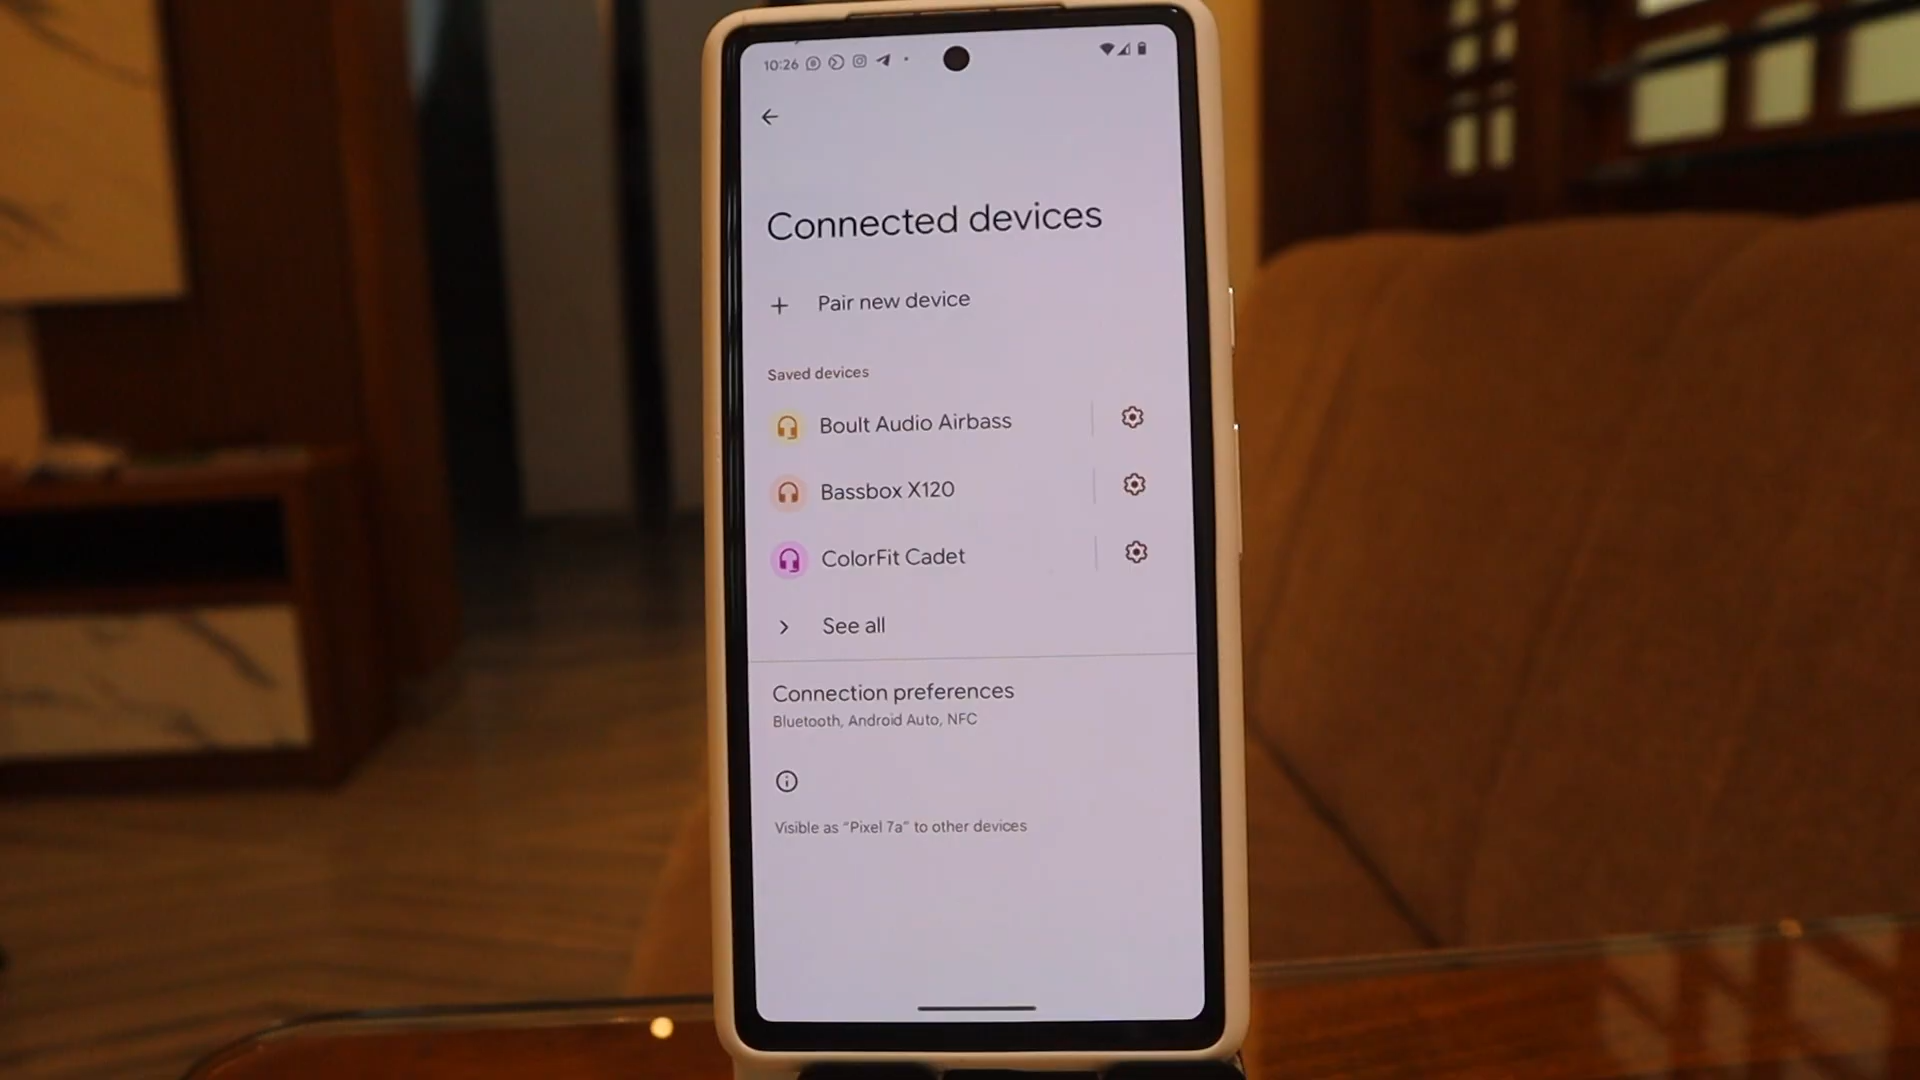 10:26
Connected devices
Pair new device
Saved devices
Boult Audio Airbass
Bassbox X120
ColorFit Cadet
See all
Connection preferences
Bluetooth, Android Auto, NFC
Visible as “Pixel 7a” to other devices